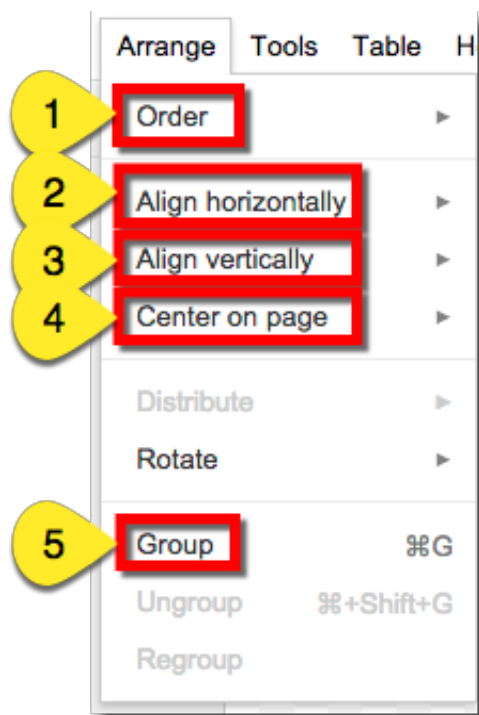 Arrange Tools Table H
1 Order
2 Align horizontally
3 Align vertically
4 Center on page
Distribute
Rotate
5 Group ⌘G
Ungroup ⌘+Shift+G
Regroup